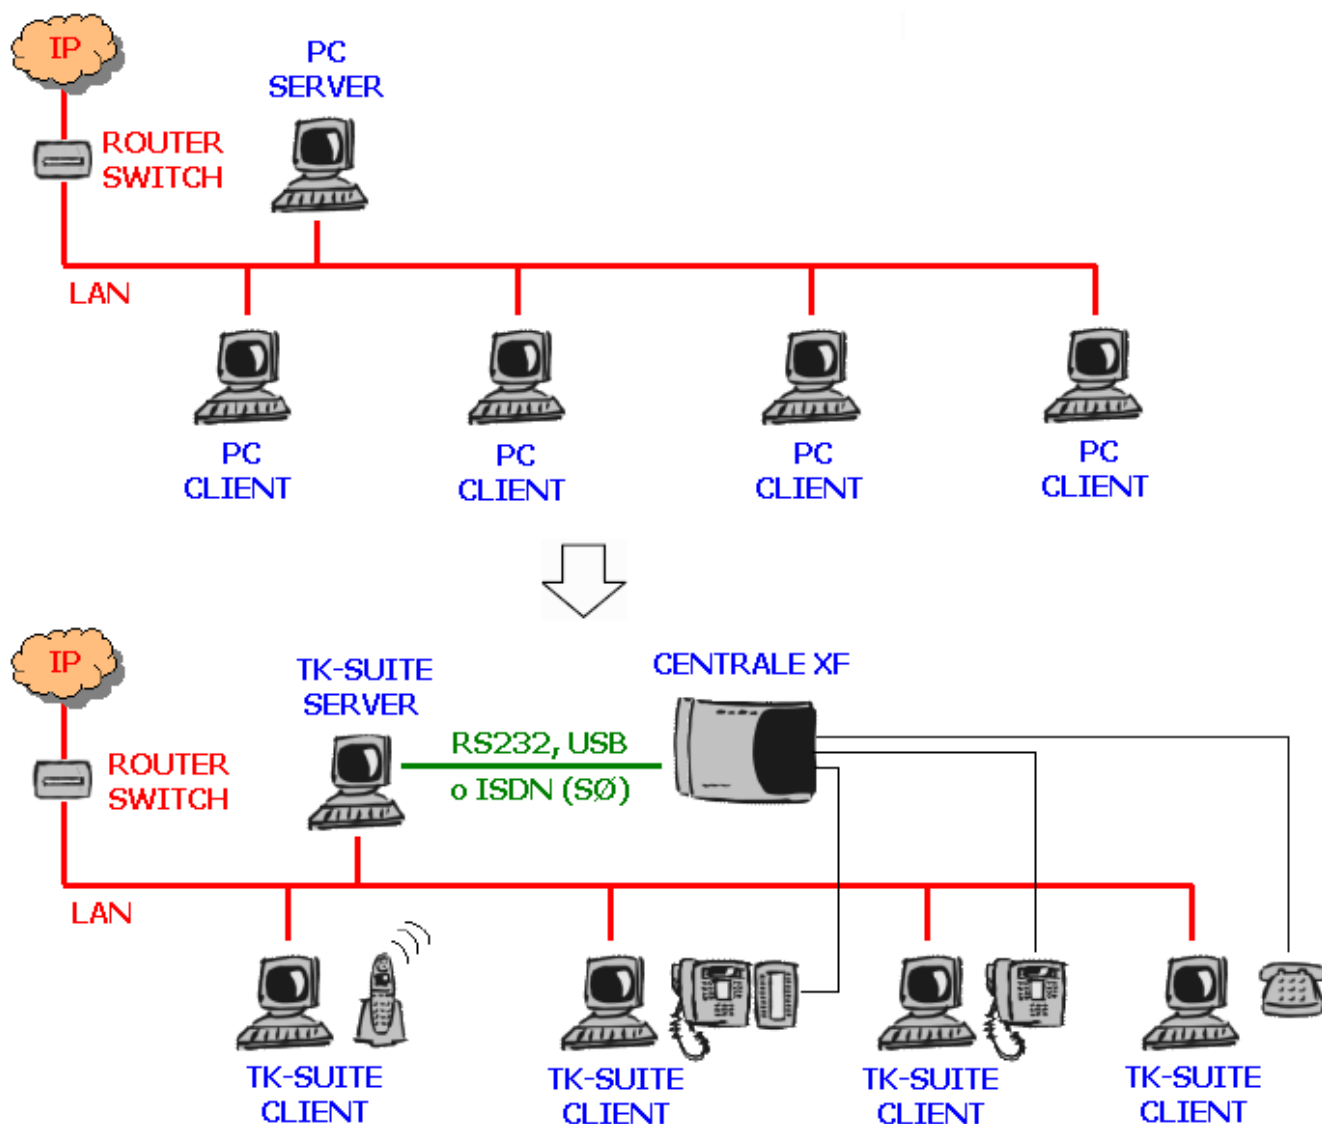 IP
PC
SERVER
ROUTER
SWITCH
LAN
PC
CLIENT
PC
CLIENT
PC
CLIENT
PC
CLIENT
IP
TK-SUITE
SERVER
CENTRALE XF
RS232, USB
o ISDN (SØ)
ROUTER
SWITCH
LAN
TK-SUITE
CLIENT
TK-SUITE
CLIENT
TK-SUITE
CLIENT
TK-SUITE
CLIENT